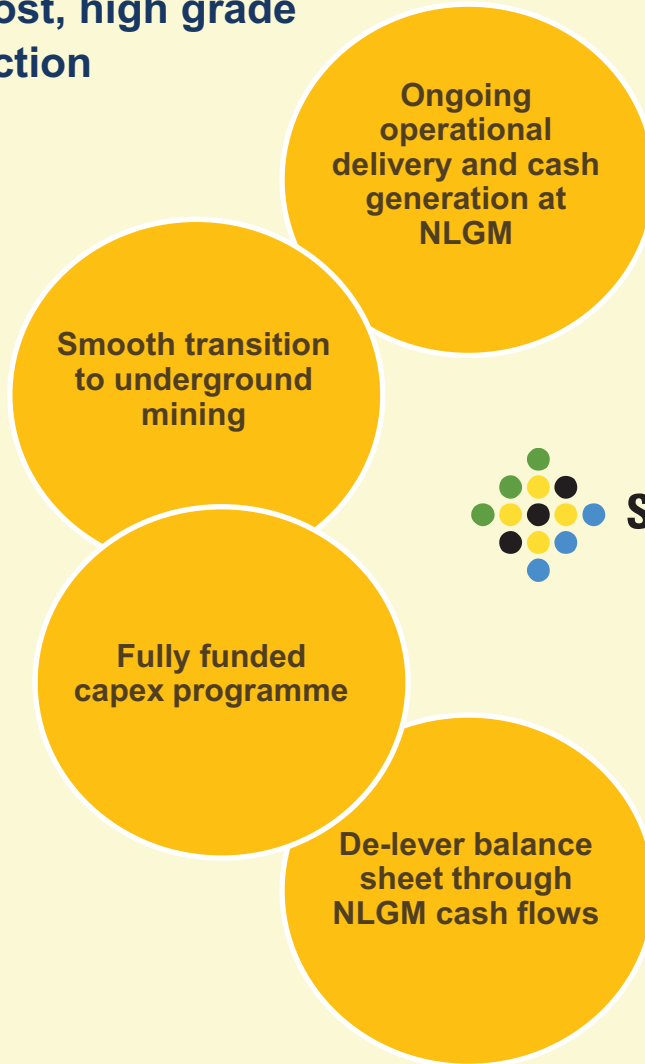 ost, high grade
ction
Ongoing
operational
delivery and cash
generation at
NLGM
Smooth transition
to underground
mining
S
Fully funded
capex programme
De-lever balance
sheet through
NLGM cash flows